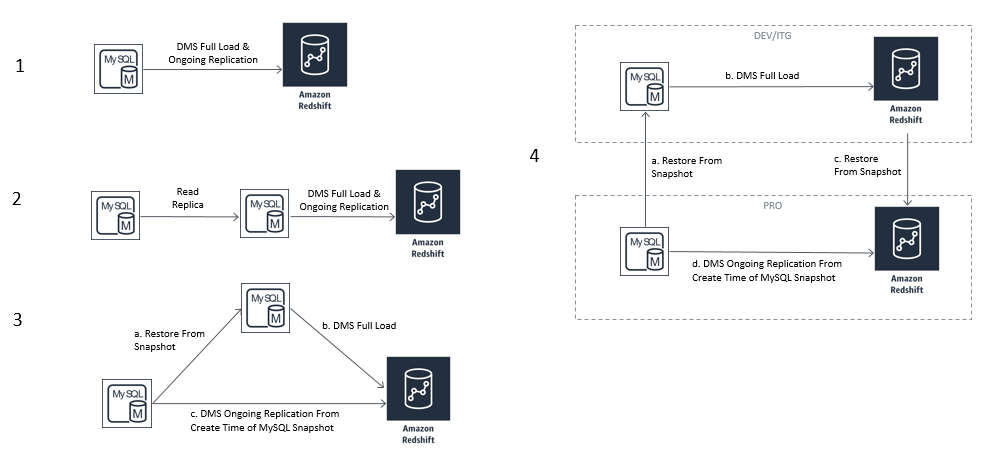 1
My SQL
M
DMS Full Load &
Ongoing Replication
Amazon
Redshift
2
My SQL
M
Read
Replica
My SQL
M
DMS Full Load &
Ongoing Replication
Amazon
Redshift
3
My SQL
M
a. Restore From
Snapshot
My SQL
M
b. DMS Full Load
c. DMS Ongoing Replication From
Create Time of MySQL Snapshot
Amazon
Redshift
4
DEV/ITG
My SQL
M
b. DMS Full Load
Amazon
Redshift
a. Restore From
Snapshot
c. Restore
From Snapshot
PRO
My SQL
M
d. DMS Ongoing Replication From
Create Time of MySQL Snapshot
Amazon
Redshift